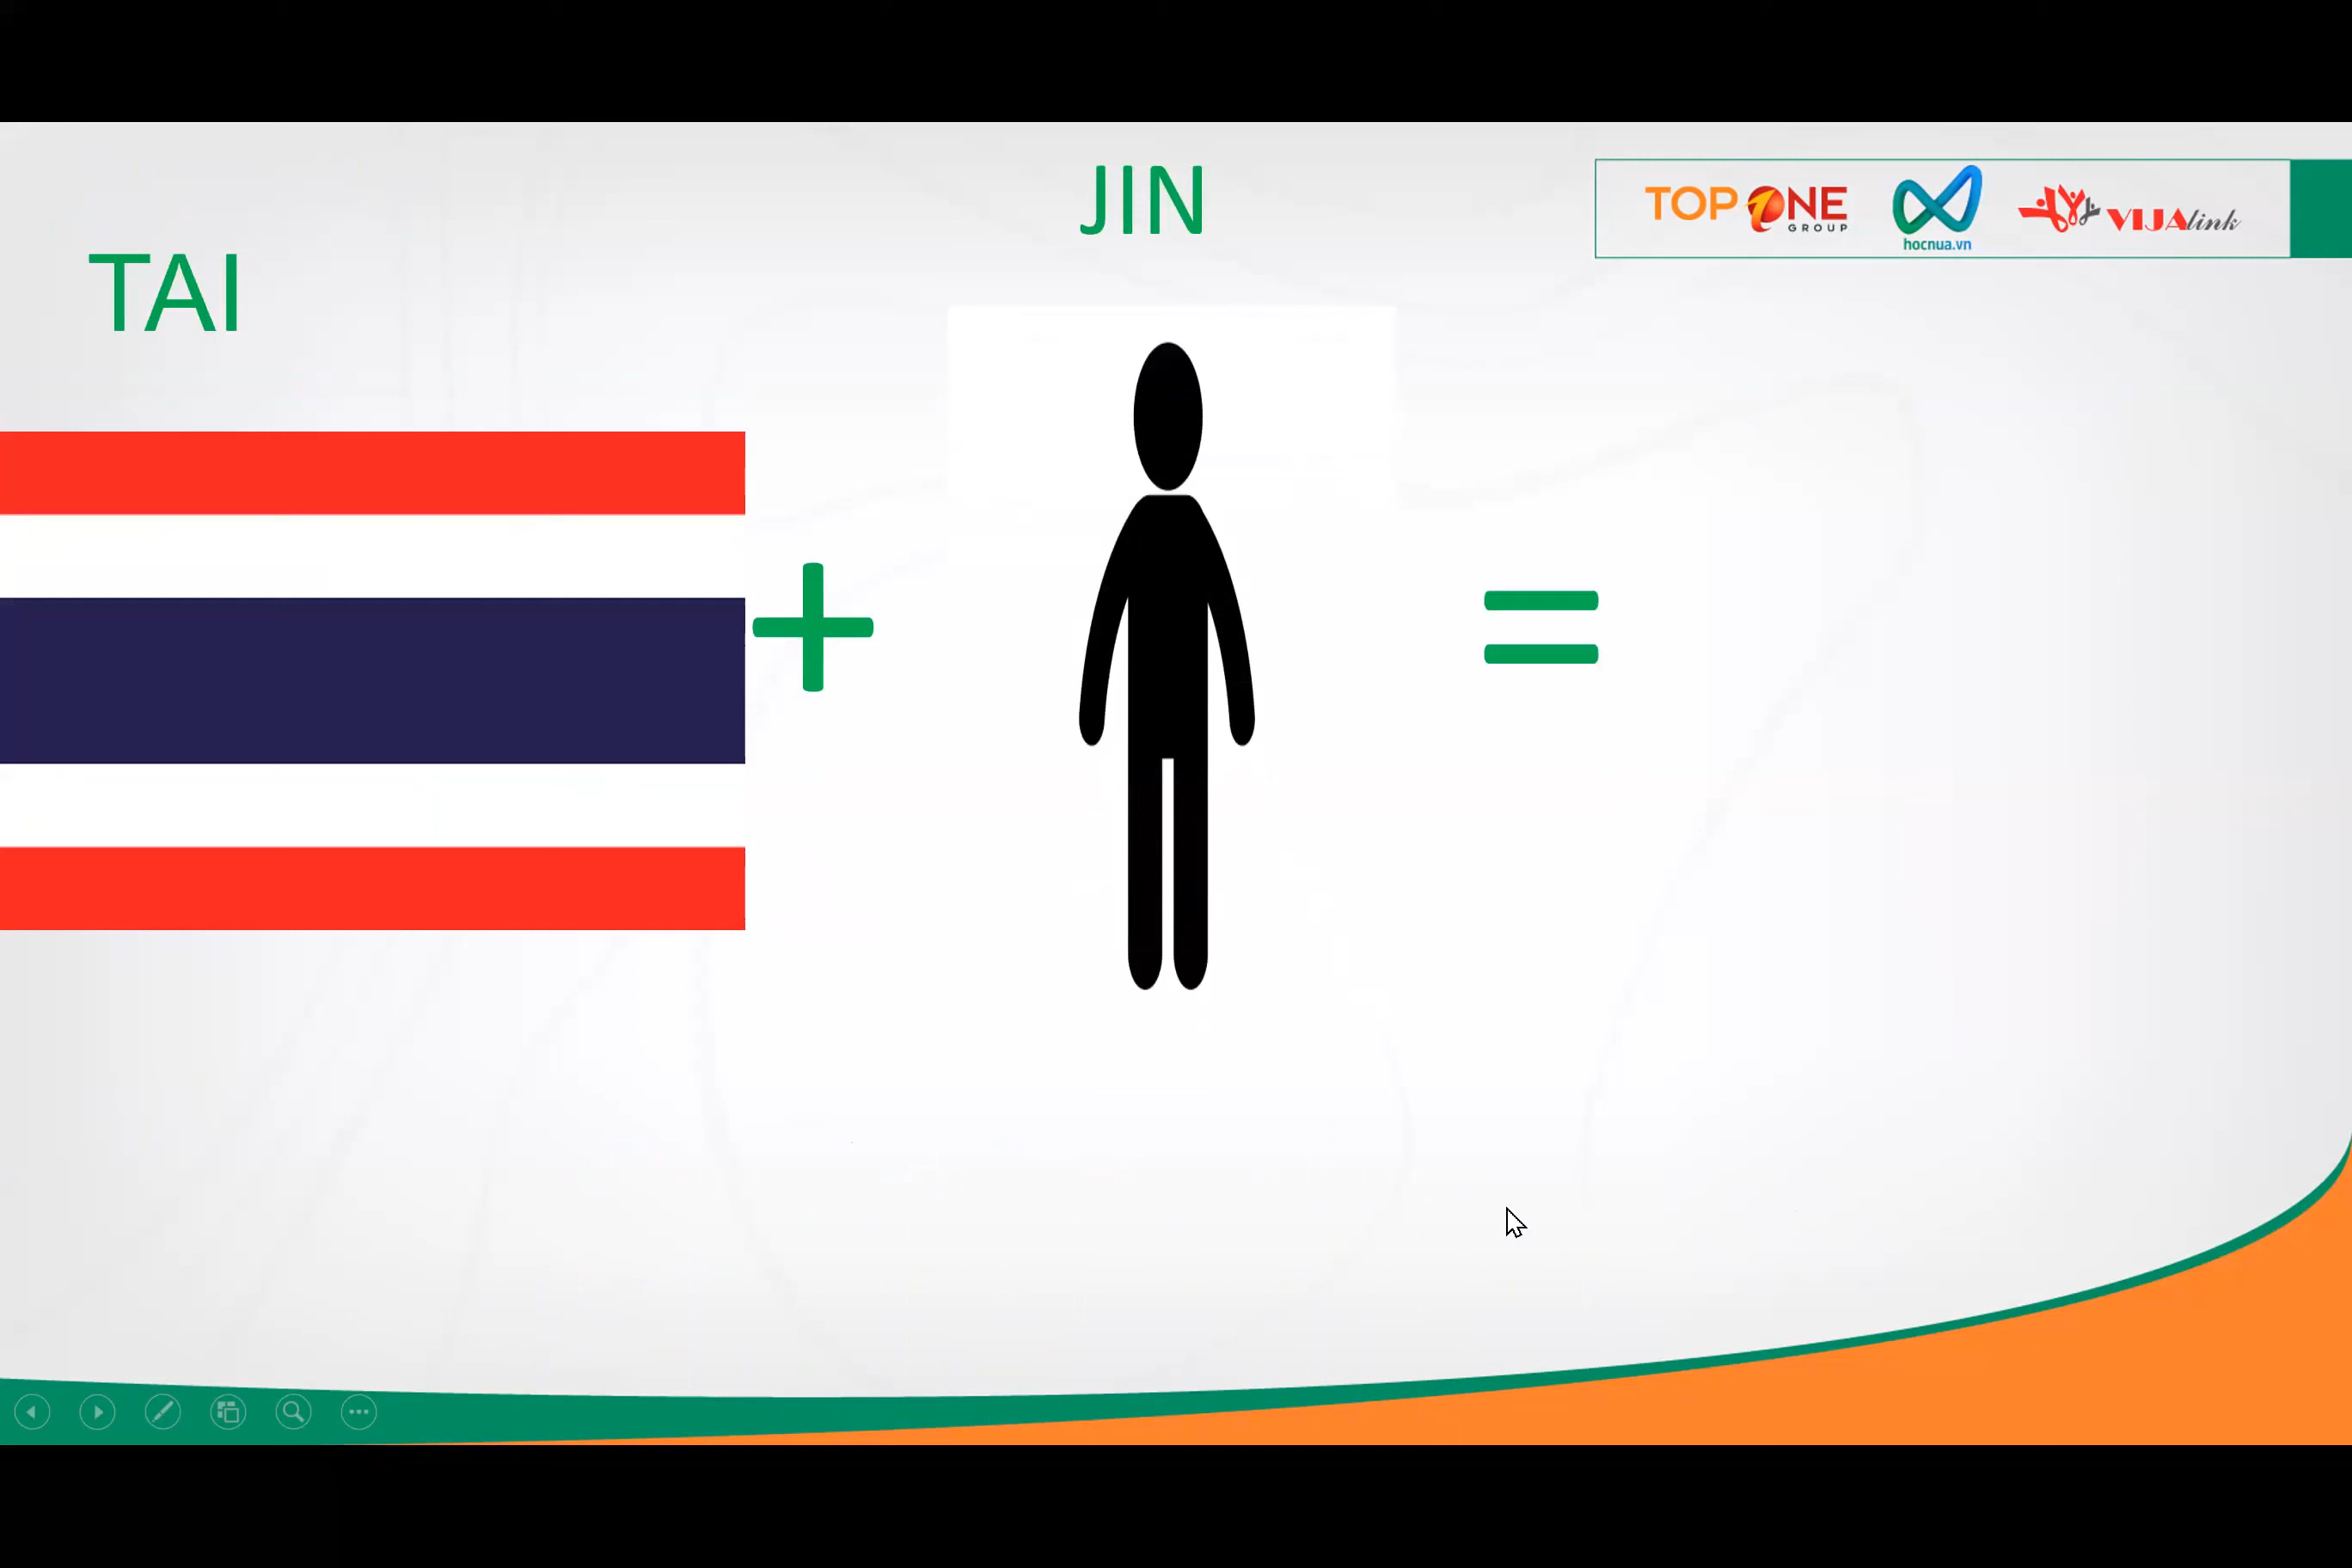 JIN
TAI
TOP ONE
GROUP
hocnua.vn
VIJAlink
+
=